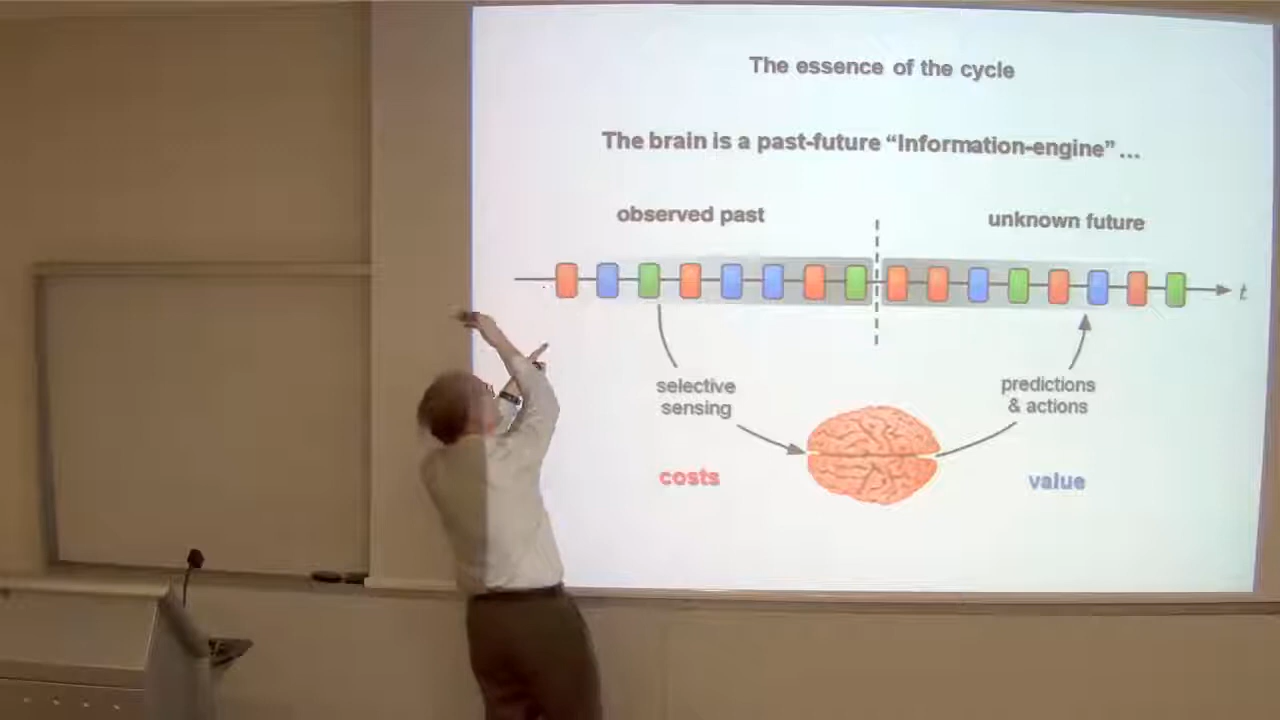 The essence of the cycle
The brain is a past-future “Information-engine”...
observed past
unknown future
t
selective
sensing
predictions
& actions
costs
value